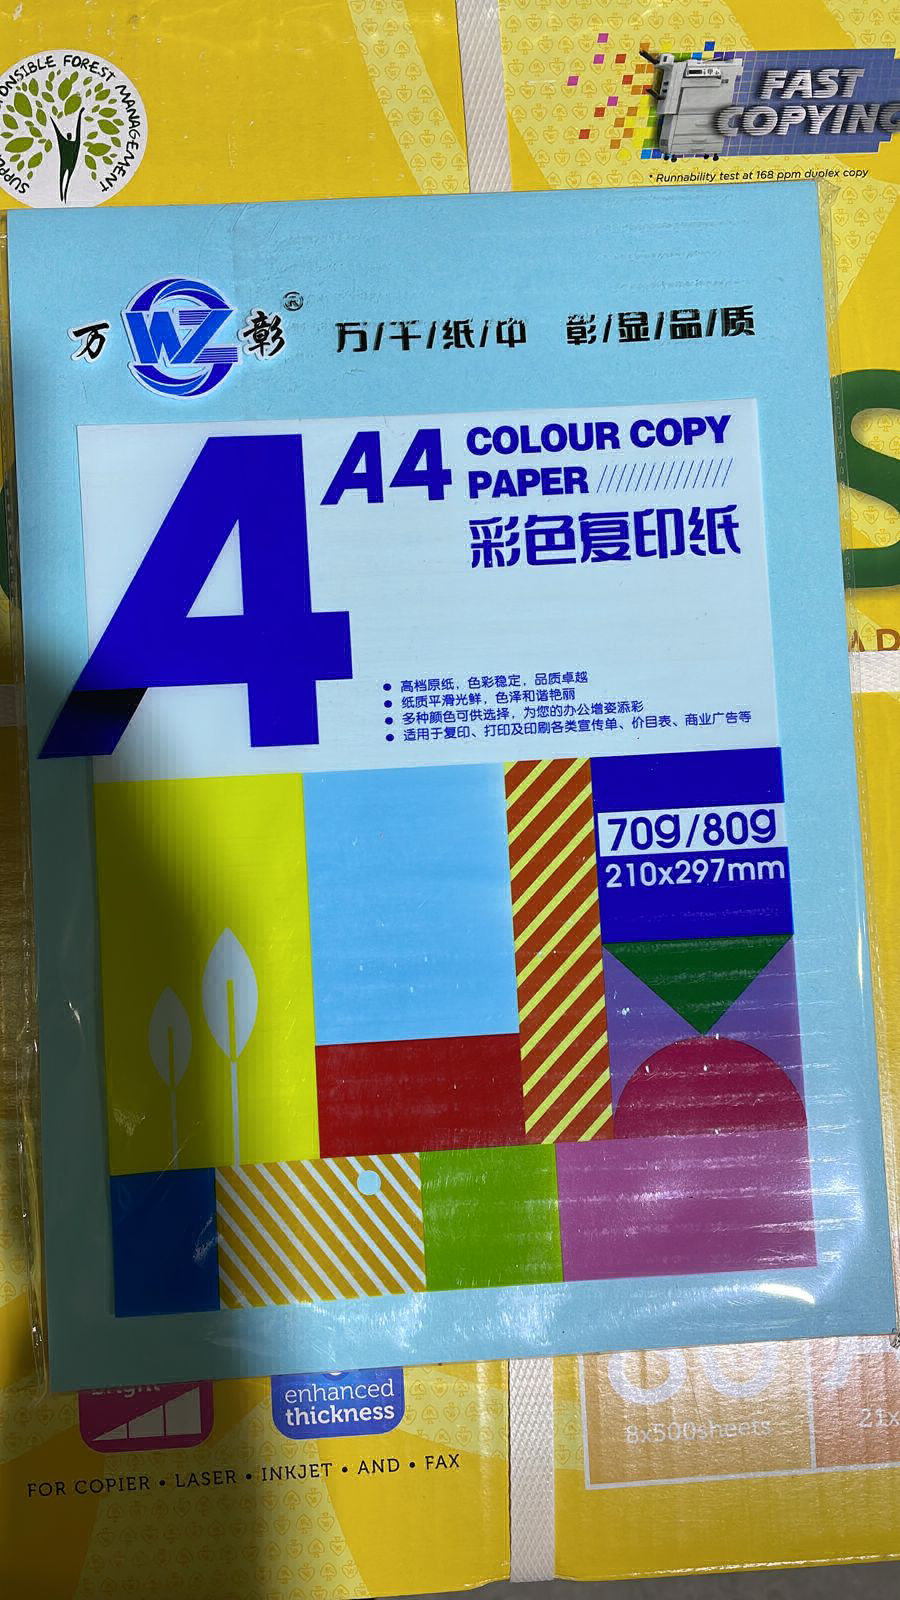 SUPPORTING RESPONSIBLE FOREST MANAGEMENT
FAST
COPYING
* Runnability test at 168 ppm duplex copy
万 WZ 彰 ®
万/千/纸/中 彰/显/品/质
A4
A4 COLOUR COPY
PAPER //////////////
彩色复印纸
● 高档原纸，色彩稳定，品质卓越
● 纸质平滑光鲜，色泽和谐艳丽
● 多种颜色可供选择，为您的办公增姿添彩
● 适用于复印、打印及印刷各类宣传单、价目表、商业广告等
70g/80g
210x297mm
bright
enhanced
thickness
8x500sheets
21x
FOR COPIER • LASER • INKJET • AND • FAX